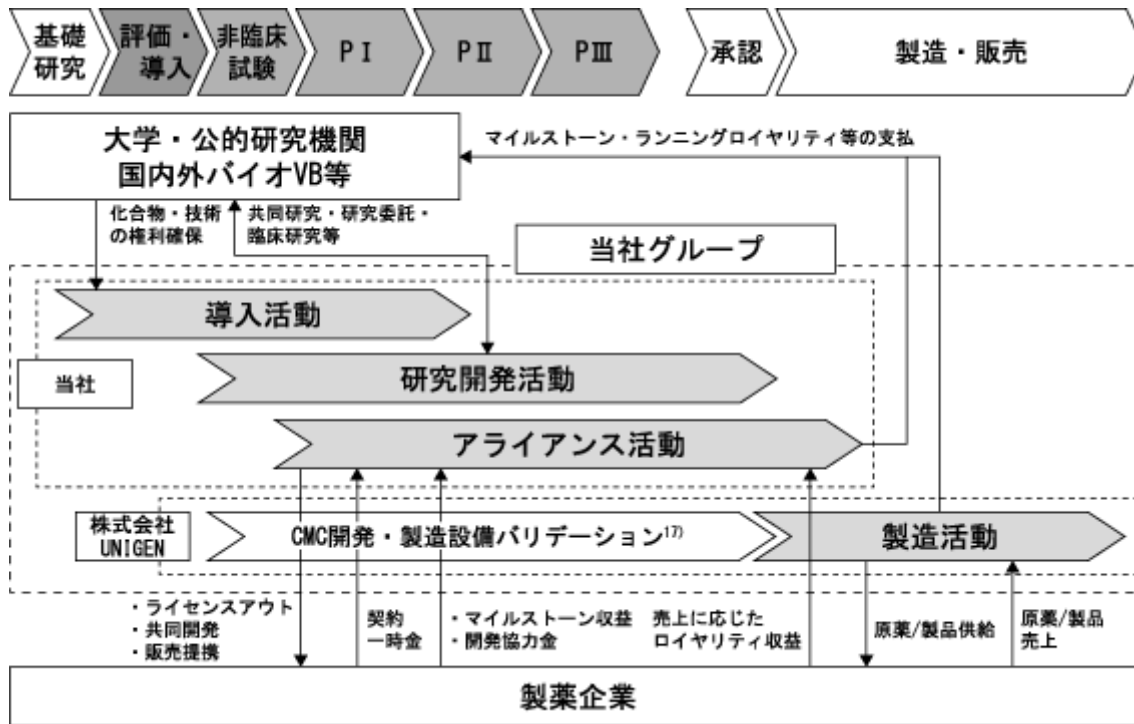 基礎
研究
評価・
導入
非臨床
試験
PⅠ
PⅡ
PⅢ
承認
製造・販売
大学・公的研究機関
国内外バイオVB等
マイルストーン・ランニングロイヤリティ等の支払
化合物・技術
の権利確保
共同研究・研究委託・
臨床研究等
当社グループ
導入活動
当社
研究開発活動
アライアンス活動
株式会社
UNIGEN
CMC開発・製造設備バリデーション17)
製造活動
・ライセンスアウト
・共同開発
・販売提携
契約
一時金
・マイルストーン収益
・開発協力金
売上に応じた
ロイヤリティ収益
原薬/製品供給
原薬/製品
売上
製薬企業